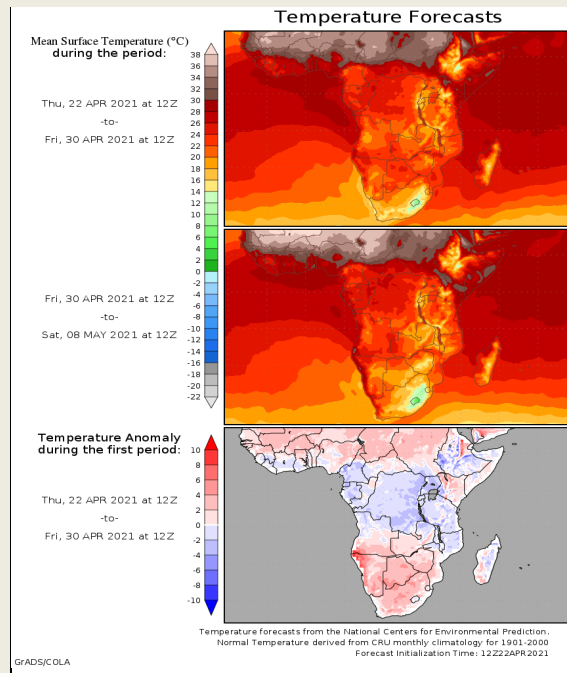 Temperature Forecasts
Mean Surface Temperature (°C)
during the period:
Thu, 22 APR 2021 at 12Z
-to-
Fri, 30 APR 2021 at 12Z
38
36
34
32
30
28
26
24
22
20
18
16
14
12
10
8
6
4
2
0
-2
-4
-6
-8
-10
-12
-14
-16
-18
-20
-22
Fri, 30 APR 2021 at 12Z
-to-
Sat, 08 MAY 2021 at 12Z
Temperature Anomaly
during the first period:
Thu, 22 APR 2021 at 12Z
-to-
Fri, 30 APR 2021 at 12Z
10
8
6
4
2
0
-2
-4
-6
-8
-10
Temperature forecasts from the National Centers for Environmental Prediction.
Normal Temperature derived from CRU monthly climatology for 1901-2000
Forecast Initialization Time: 12Z22APR2021
GrADS/COLA